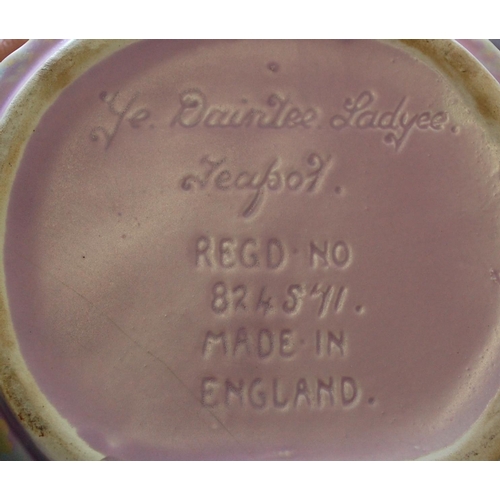 Ye. Daintee Ladyee.
Teapot.
REGD·NO
824571.
MADE·IN
ENGLAND.